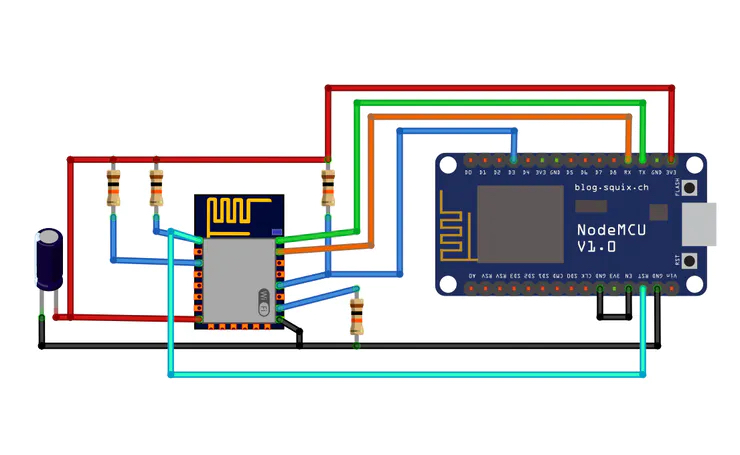 D0 D1 D2 D3 D4 3V3 GND D5 D6 D7 D8 RX TX GND 3V3
blog.squix.ch
FLASH
NodeMCU
V1.0
WiFi
RST
A0 RSV RSV SD3 SD2 SD1 CMD SD0 CLK GND 3V3 EN RST GND Vin